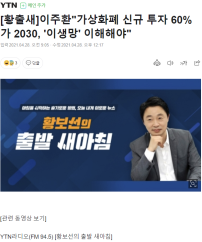 YTN
[황출새]이주환"가상화폐 신규 투자 60%
가 2030, '이생망' 이해해야"
황보선의
출발 새아침
[관련 동영상 보기]
YTN라디오(FM 94.5) [황보선의 출발 새아침]